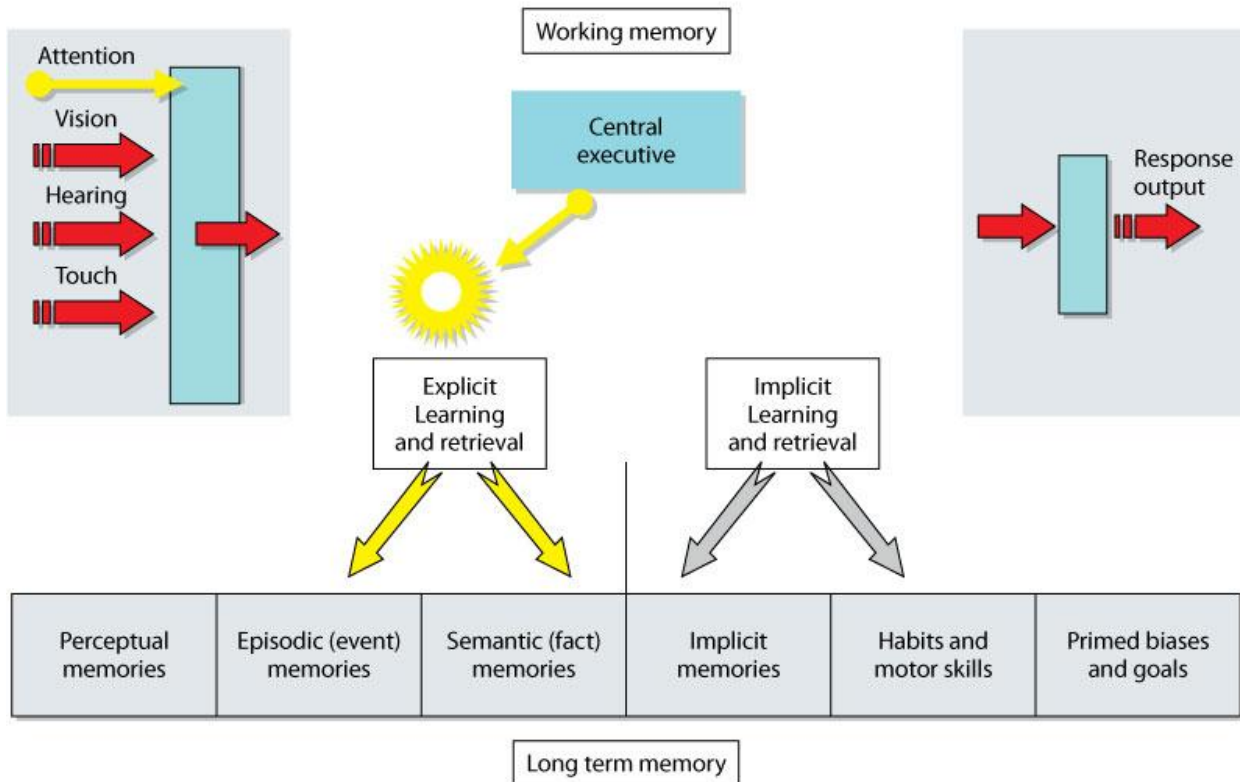 Working memory
Attention
Vision
Hearing
Touch
Central
executive
Response
output
Explicit
Learning
and retrieval
Implicit
Learning
and retrieval
Perceptual
memories
Episodic (event)
memories
Semantic (fact)
memories
Implicit
memories
Habits and
motor skills
Primed biases
and goals
Long term memory